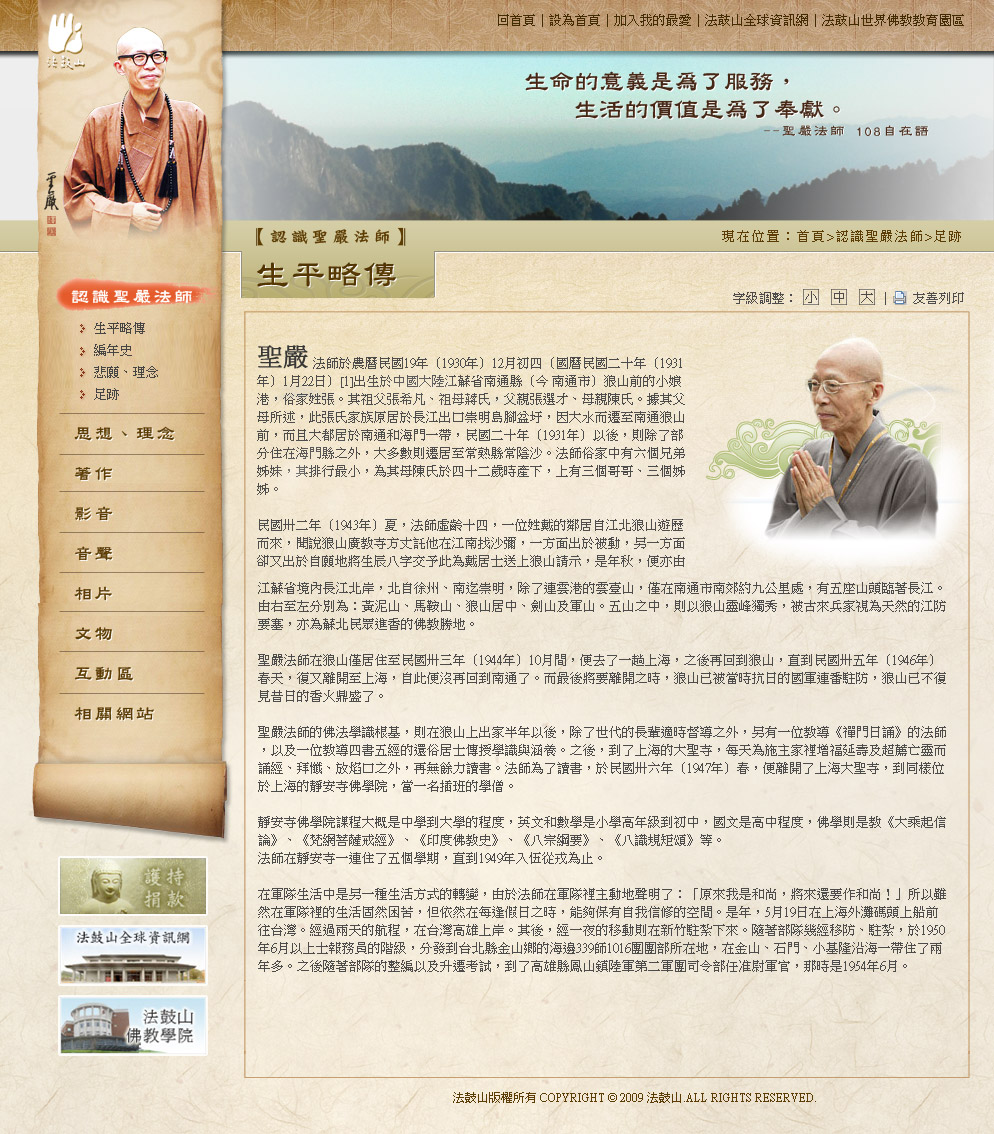 回首頁 | 設為首頁 | 加入我的最愛 | 法鼓山全球資訊網 | 法鼓山世界佛教教育園區
法鼓山
生命的意義是為了服務，
生活的價值是為了奉獻。
--聖嚴法師 108自在語
聖嚴
【認識聖嚴法師】
現在位置：首頁>認識聖嚴法師>足跡
生平略傳
字級調整： 小 中 大 | 友善列印
認識聖嚴法師
生平略傳
編年史
悲願、理念
足跡
思想、理念
著作
影音
音聲
相片
文物
互動區
相關網站
護持
捐款
法鼓山全球資訊網
法鼓山
佛教學院
聖嚴 法師於農曆民國19年〔1930年〕12月初四〔國曆民國二十年〔1931
年〕1月22日〕[1]出生於中國大陸江蘇省南通縣〔今 南通市〕狼山前的小娘
港，俗家姓張。其祖父張希凡、祖母蔣氏，父親張選才、母親陳氏。據其父
母所述，此張氏家族原居於長江出口崇明島腳盆圩，因大水而遷至南通狼山
前，而且大都居於南通和海門一帶，民國二十年〔1931年〕以後，則除了部
分住在海門縣之外，大多數則遷居至常熟縣常陰沙。法師俗家中有六個兄弟
姊妹，其排行最小，為其母陳氏於四十二歲時產下，上有三個哥哥、三個姊
姊。
民國卅二年〔1943年〕夏，法師虛齡十四，一位姓戴的鄰居自江北狼山遊歷
而來，聞說狼山廣教寺方丈託他在江南找沙彌，一方面出於被動，另一方面
卻又出於自願地將生辰八字交予此為戴居士送上狼山請示，是年秋，便亦由
江蘇省境內長江北岸，北自徐州、南迄崇明，除了連雲港的雲臺山，僅在南通市南郊約九公里處，有五座山頭臨著長江。
由右至左分別為：黃泥山、馬鞍山、狼山居中、劍山及軍山。五山之中，則以狼山靈峰獨秀，被古來兵家視為天然的江防
要塞，亦為蘇北民眾進香的佛教勝地。
聖嚴法師在狼山僅居住至民國卅三年〔1944年〕10月間，便去了一趟上海，之後再回到狼山，直到民國卅五年〔1946年〕
春天，復又離開至上海，自此便沒再回到南通了。而最後將要離開之時，狼山已被當時抗日的國軍連番駐防，狼山已不復
見昔日的香火鼎盛了。
聖嚴法師的佛法學識根基，則在狼山上出家半年以後，除了世代的長輩適時督導之外，另有一位教導《禪門日誦》的法師
，以及一位教導四書五經的還俗居士傳授學識與涵養。之後，到了上海的大聖寺，每天為施主家裡增福延壽及超薦亡靈而
誦經、拜懺、放焰口之外，再無餘力讀書。法師為了讀書，於民國卅六年〔1947年〕春，便離開了上海大聖寺，到同樣位
於上海的靜安寺佛學院，當一名插班的學僧。
靜安寺佛學院課程大概是中學到大學的程度，英文和數學是小學高年級到初中，國文是高中程度，佛學則是教《大乘起信
論》、《梵網菩薩戒經》、《印度佛教史》、《八宗綱要》、《八識規矩頌》等。
法師在靜安寺一連住了五個學期，直到1949年入伍從戎為止。
在軍隊生活中是另一種生活方式的轉變，由於法師在軍隊裡主動地聲明了：「原來我是和尚，將來還要作和尚！」所以雖
然在軍隊裡的生活固然困苦，但依然在每逢假日之時，能夠保有自我信修的空間。是年，5月19日在上海外灘碼頭上船前
往台灣。經過兩天的航程，在台灣高雄上岸。其後，經一夜的移動則在新竹駐紮下來。隨著部隊幾經移防、駐紮，於1950
年6月以上士報務員的階級，分發到台北縣金山鄉的海邊339師1016團團部所在地，在金山、石門、小基隆沿海一帶住了兩
年多。之後隨著部隊的整編以及升遷考試，到了高雄縣鳳山鎮陸軍第二軍團司令部任准尉軍官，那時是1954年6月。
法鼓山版權所有 COPYRIGHT © 2009 法鼓山.ALL RIGHTS RESERVED.